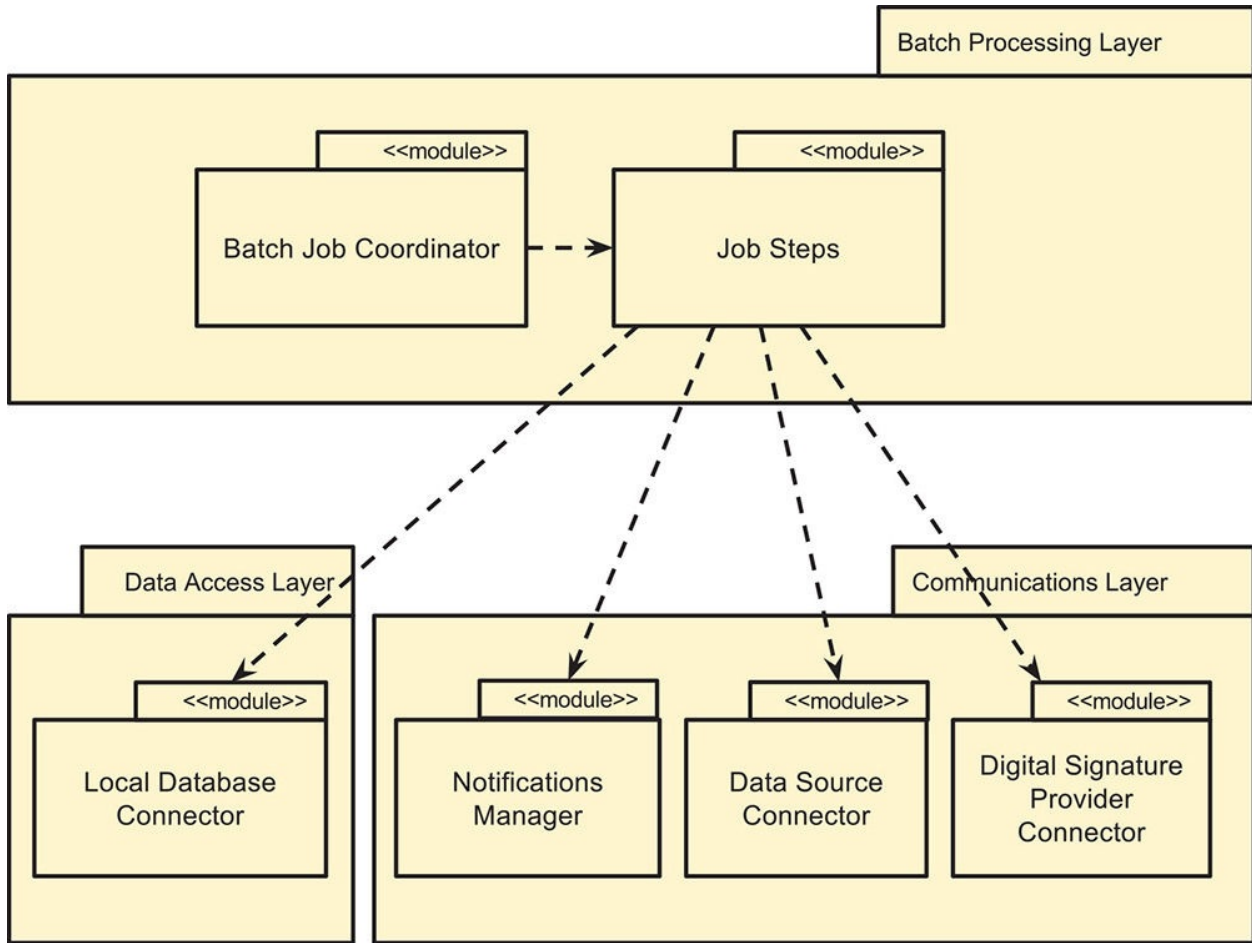 Batch Processing Layer
<<module>>
<<module>>
Batch Job Coordinator
Job Steps
Data Access Layer
Communications Layer
<<module>>
<<module>>
<<module>>
<<module>>
Local Database
Connector
Notifications
Manager
Data Source
Connector
Digital Signature
Provider
Connector